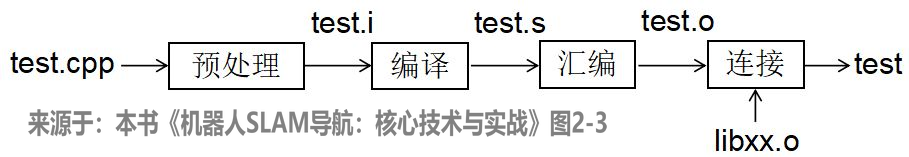 test.i test.s test.o
test.cpp 预处理 编译 汇编 连接 test
来源于：本书《机器人SLAM导航：核心技术与实战》图2-3
libxx.o